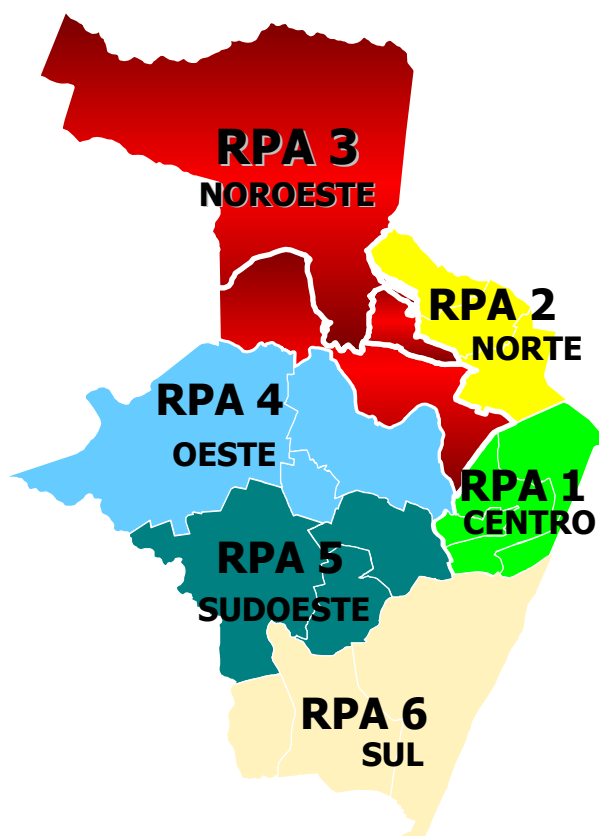 RPA 3
NOROESTE
RPA 2
NORTE
RPA 4
OESTE
RPA 1
CENTRO
RPA 5
SUDOESTE
RPA 6
SUL